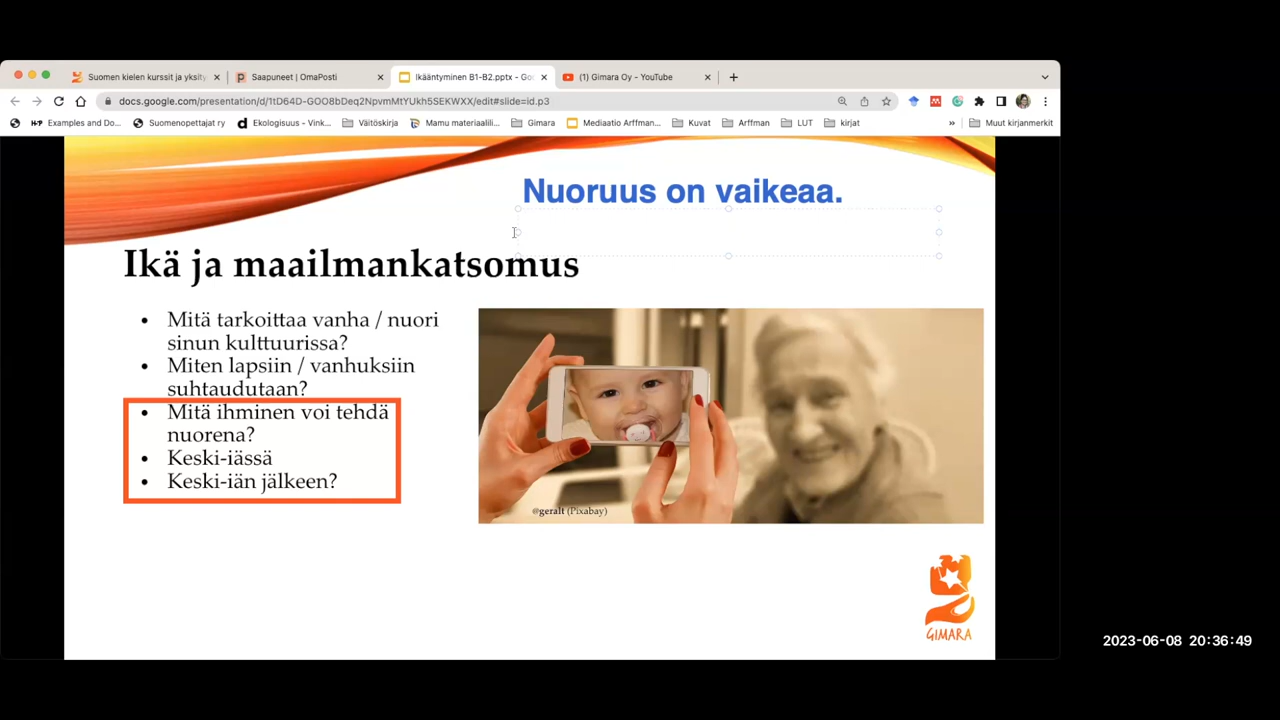 Suomen kielen kurssit ja yksity
Saapuneet | OmaPosti
Ikääntyminen B1-B2.pptx - Goo
(1) Gimara Oy - YouTube
docs.google.com/presentation/d/1tD64D-GOO8bDeq2NpvmMtYUkh5SEKWXX/edit#slide=id.p3
Examples and Do...
Suomenopettajat ry
Ekologisuus - Vink...
Väitöskirja
Mamu materiaalili...
Gimara
Mediaatio Arffman...
Kuvat
Arffman
LUT
kirjat
»
Muut kirjanmerkit
Nuoruus on vaikeaa.
Ikä ja maailmankatsomus
• Mitä tarkoittaa vanha / nuori
sinun kulttuurissa?
• Miten lapsiin / vanhuksiin
suhtaudutaan?
• Mitä ihminen voi tehdä
nuorena?
• Keski-iässä
• Keski-iän jälkeen?
@geralt (Pixabay)
GIMARA
2023-06-08 20:36:49